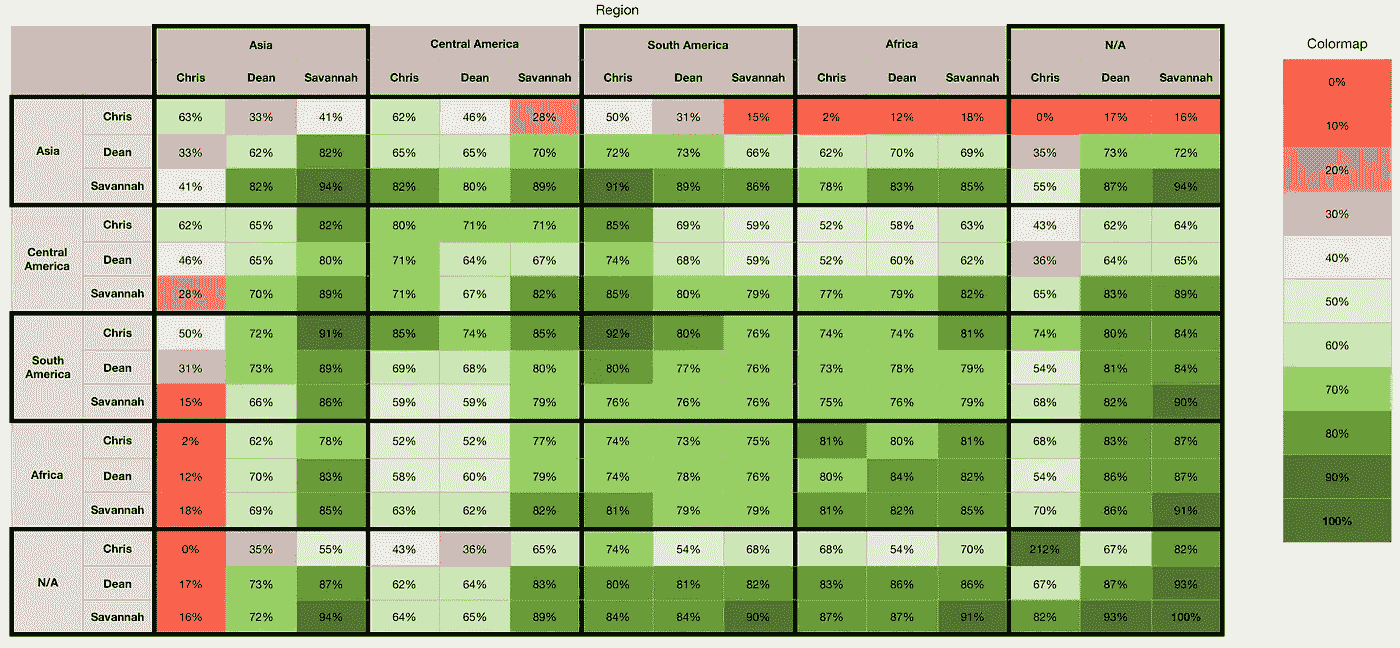 Region
Asia Central America South America Africa N/A
Chris Dean Savannah Chris Dean Savannah Chris Dean Savannah Chris Dean Savannah Chris Dean Savannah
Asia
Chris 63% 33% 41% 62% 46% 28% 50% 31% 15% 2% 12% 18% 0% 17% 16%
Dean 33% 62% 82% 65% 65% 70% 72% 73% 66% 62% 70% 69% 35% 73% 72%
Savannah 41% 82% 94% 82% 80% 89% 91% 89% 86% 78% 83% 85% 55% 87% 94%
Central
America
Chris 62% 65% 82% 80% 71% 71% 85% 69% 59% 52% 58% 63% 43% 62% 64%
Dean 46% 65% 80% 71% 64% 67% 74% 68% 59% 52% 60% 62% 36% 64% 65%
Savannah 28% 70% 89% 71% 67% 82% 85% 80% 79% 77% 79% 82% 65% 83% 89%
South
America
Chris 50% 72% 91% 85% 74% 85% 92% 80% 76% 74% 74% 81% 74% 80% 84%
Dean 31% 73% 89% 69% 68% 80% 80% 77% 76% 73% 78% 79% 54% 81% 84%
Savannah 15% 66% 86% 59% 59% 79% 76% 76% 76% 75% 76% 79% 68% 82% 90%
Africa
Chris 2% 62% 78% 52% 52% 77% 74% 73% 75% 81% 80% 81% 68% 83% 87%
Dean 12% 70% 83% 58% 60% 79% 74% 78% 76% 80% 84% 82% 54% 86% 87%
Savannah 18% 69% 85% 63% 62% 82% 81% 79% 79% 81% 82% 85% 70% 86% 91%
N/A
Chris 0% 35% 55% 43% 36% 65% 74% 54% 68% 68% 54% 70% 212% 67% 82%
Dean 17% 73% 87% 62% 64% 83% 80% 81% 82% 83% 86% 86% 67% 87% 93%
Savannah 16% 72% 94% 64% 65% 89% 84% 84% 90% 87% 87% 91% 82% 93% 100%
Colormap
0%
10%
20%
30%
40%
50%
60%
70%
80%
90%
100%